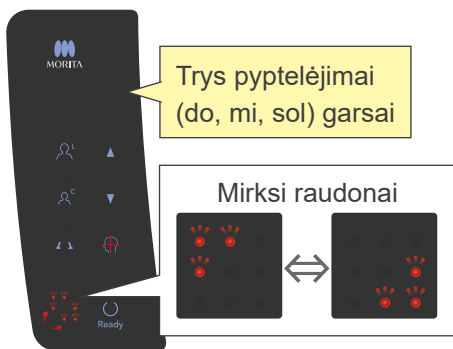 MORITA
Trys pyptelėjimai
(do, mi, sol) garsai
L
C
Mirksi raudonai
Ready